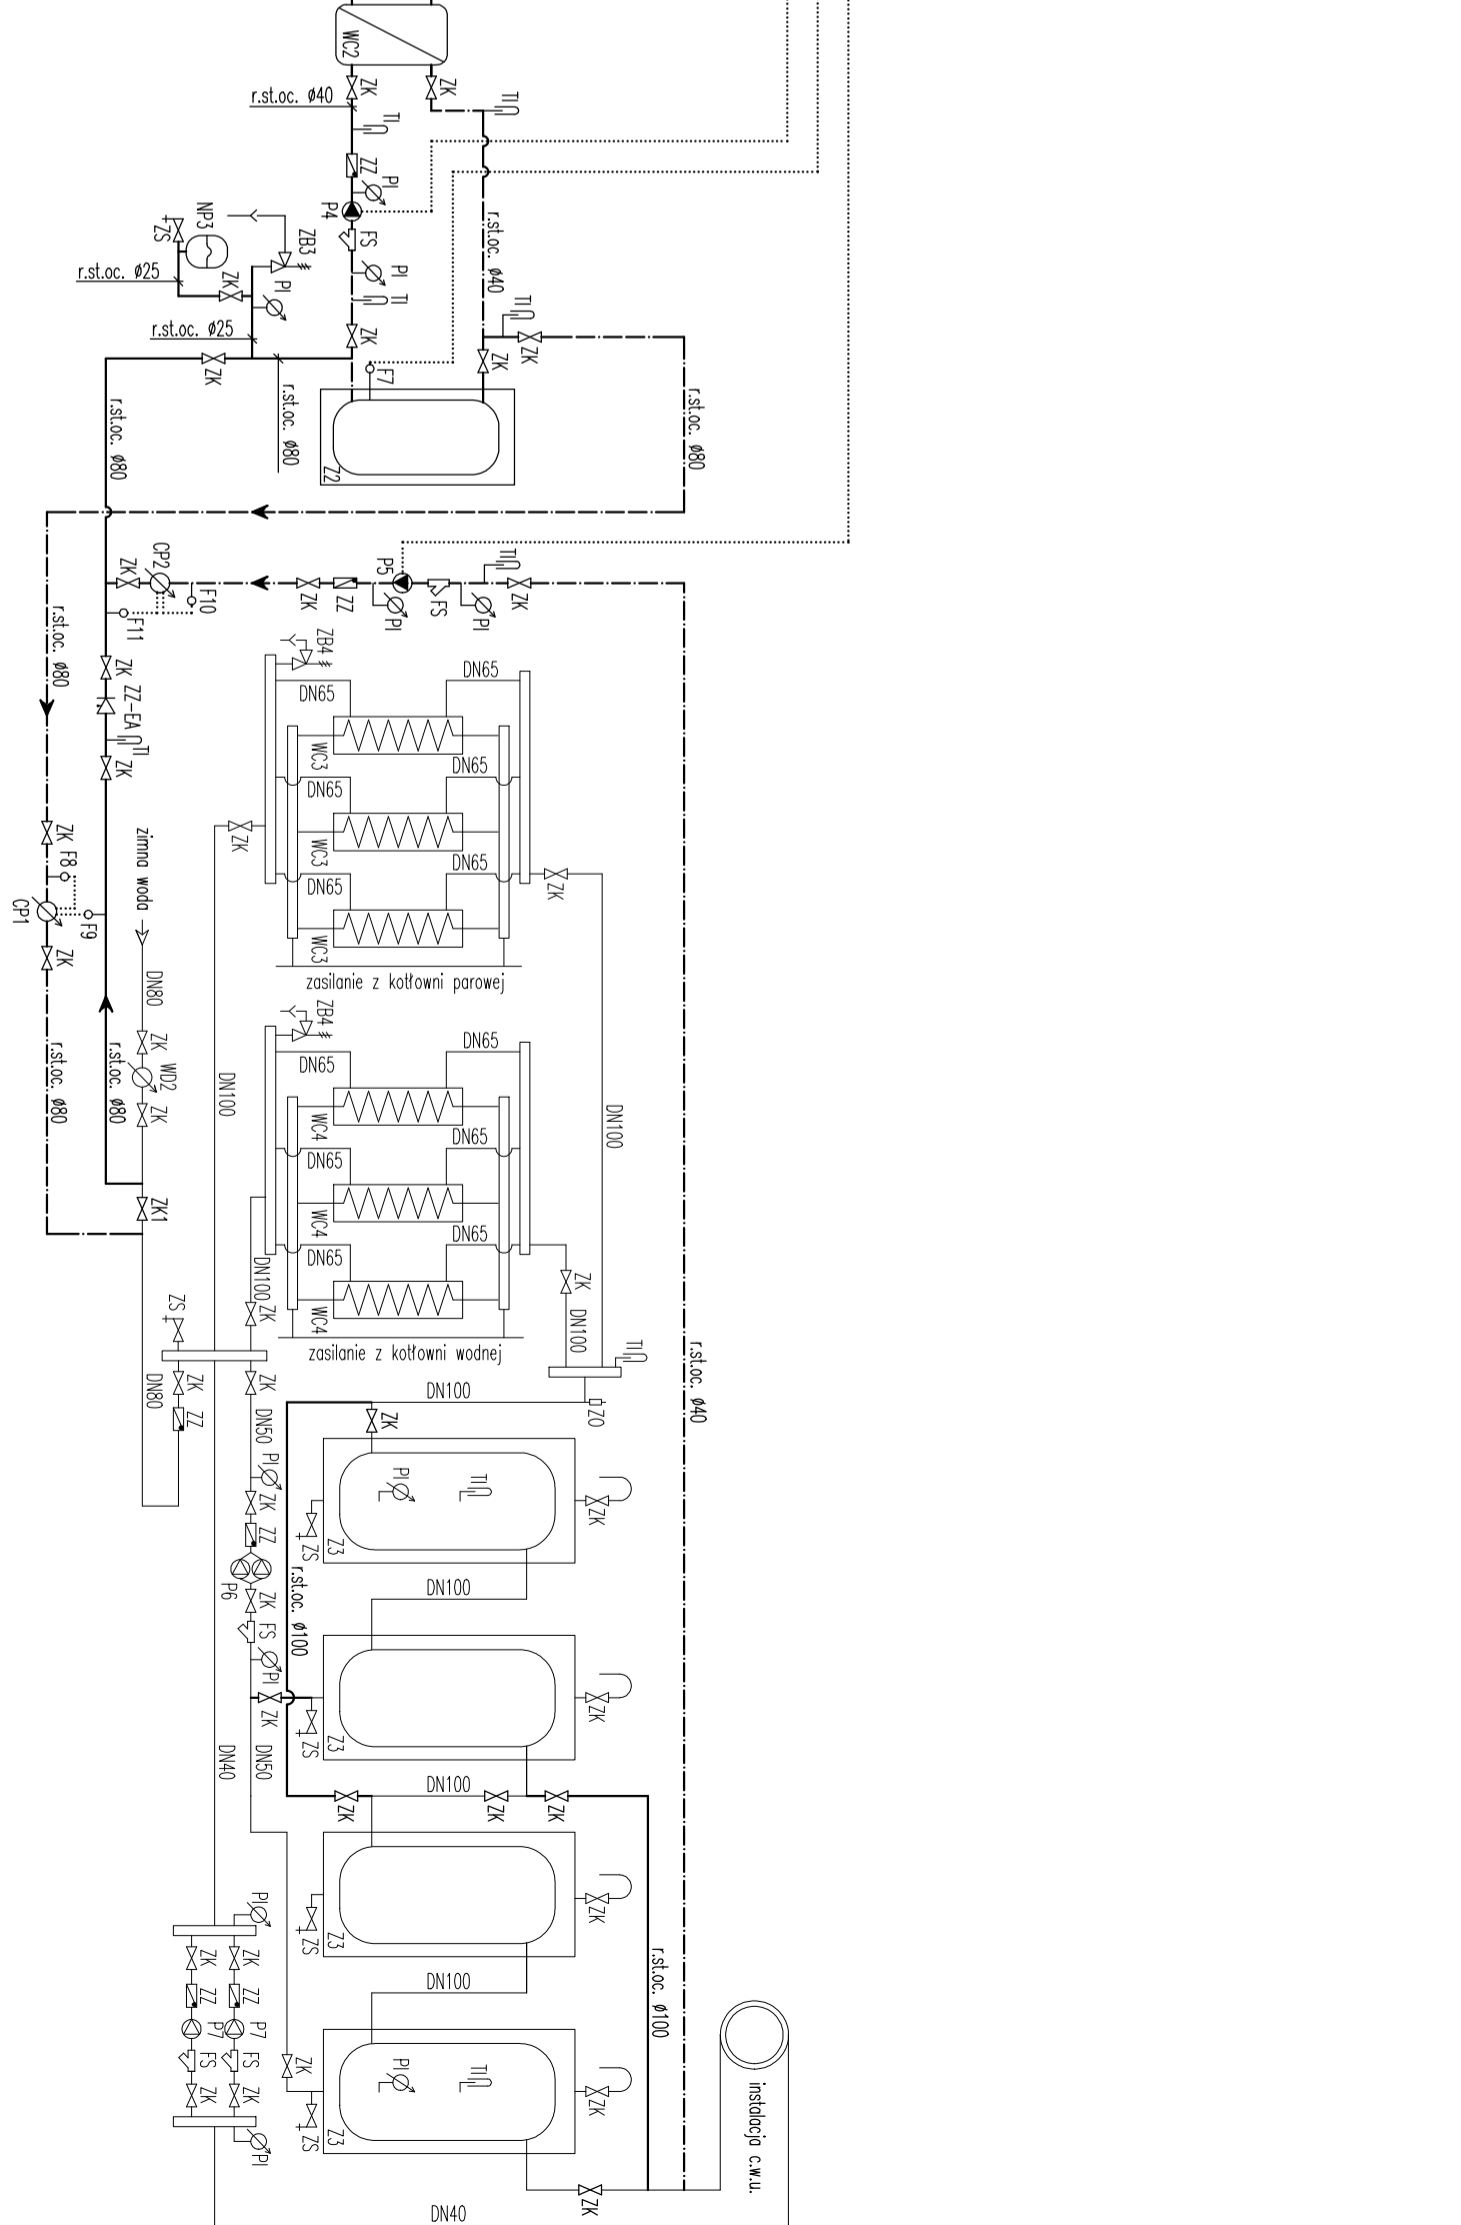 WC2
ZK
ZK
r.st.oc. ø40
TI
TI
ZZ
PI
P4
FS
PI
TI
ZK
r.st.oc. ø40
TI
ZK
ZK
NP3
ZS
ZB3
r.st.oc. ø25
ZK
PI
r.st.oc. ø25
ZK
F7
r.st.oc. ø80
r.st.oc. ø80
r.st.oc. ø80
Z2
CP2
ZK
F10
F11
ZK
ZZ
P5
PI
FS
TI
PI
ZK
r.st.oc. ø80
ZK
ZZ-EA
TI
ZK
ZB4
DN65
DN65
WC3
DN65
DN65
WC3
DN65
DN65
WC3
ZK
ZK
zasilanie z kotłowni parowej
zimna woda
ZK
F8
CP1
F9
ZK
DN80
ZK
WD2
ZK
r.st.oc. ø80
r.st.oc. ø80
DN100
DN100
ZB4
DN65
DN65
WC4
DN65
DN65
WC4
DN65
DN65
WC4
ZK1
DN100
ZK
ZK
DN100
zasilanie z kotłowni wodnej
TI
r.st.oc. ø40
ZS
ZK
ZZ
DN80
ZK
DN50
DN100
ZO
ZK
PI
ZK
ZZ
P6
ZK
FS
PI
ZK
PI
TI
ZK
ZS
Z3
r.st.oc. ø100
DN100
ZK
ZS
Z3
DN40
DN50
DN100
ZK
ZK
ZK
ZK
ZS
Z3
PI
ZK
ZK
ZZ
ZZ
P7
P7
FS
FS
ZK
ZK
PI
DN100
r.st.oc. ø100
PI
TI
ZK
ZK
ZS
Z3
ZK
instalacja c.w.u.
DN40